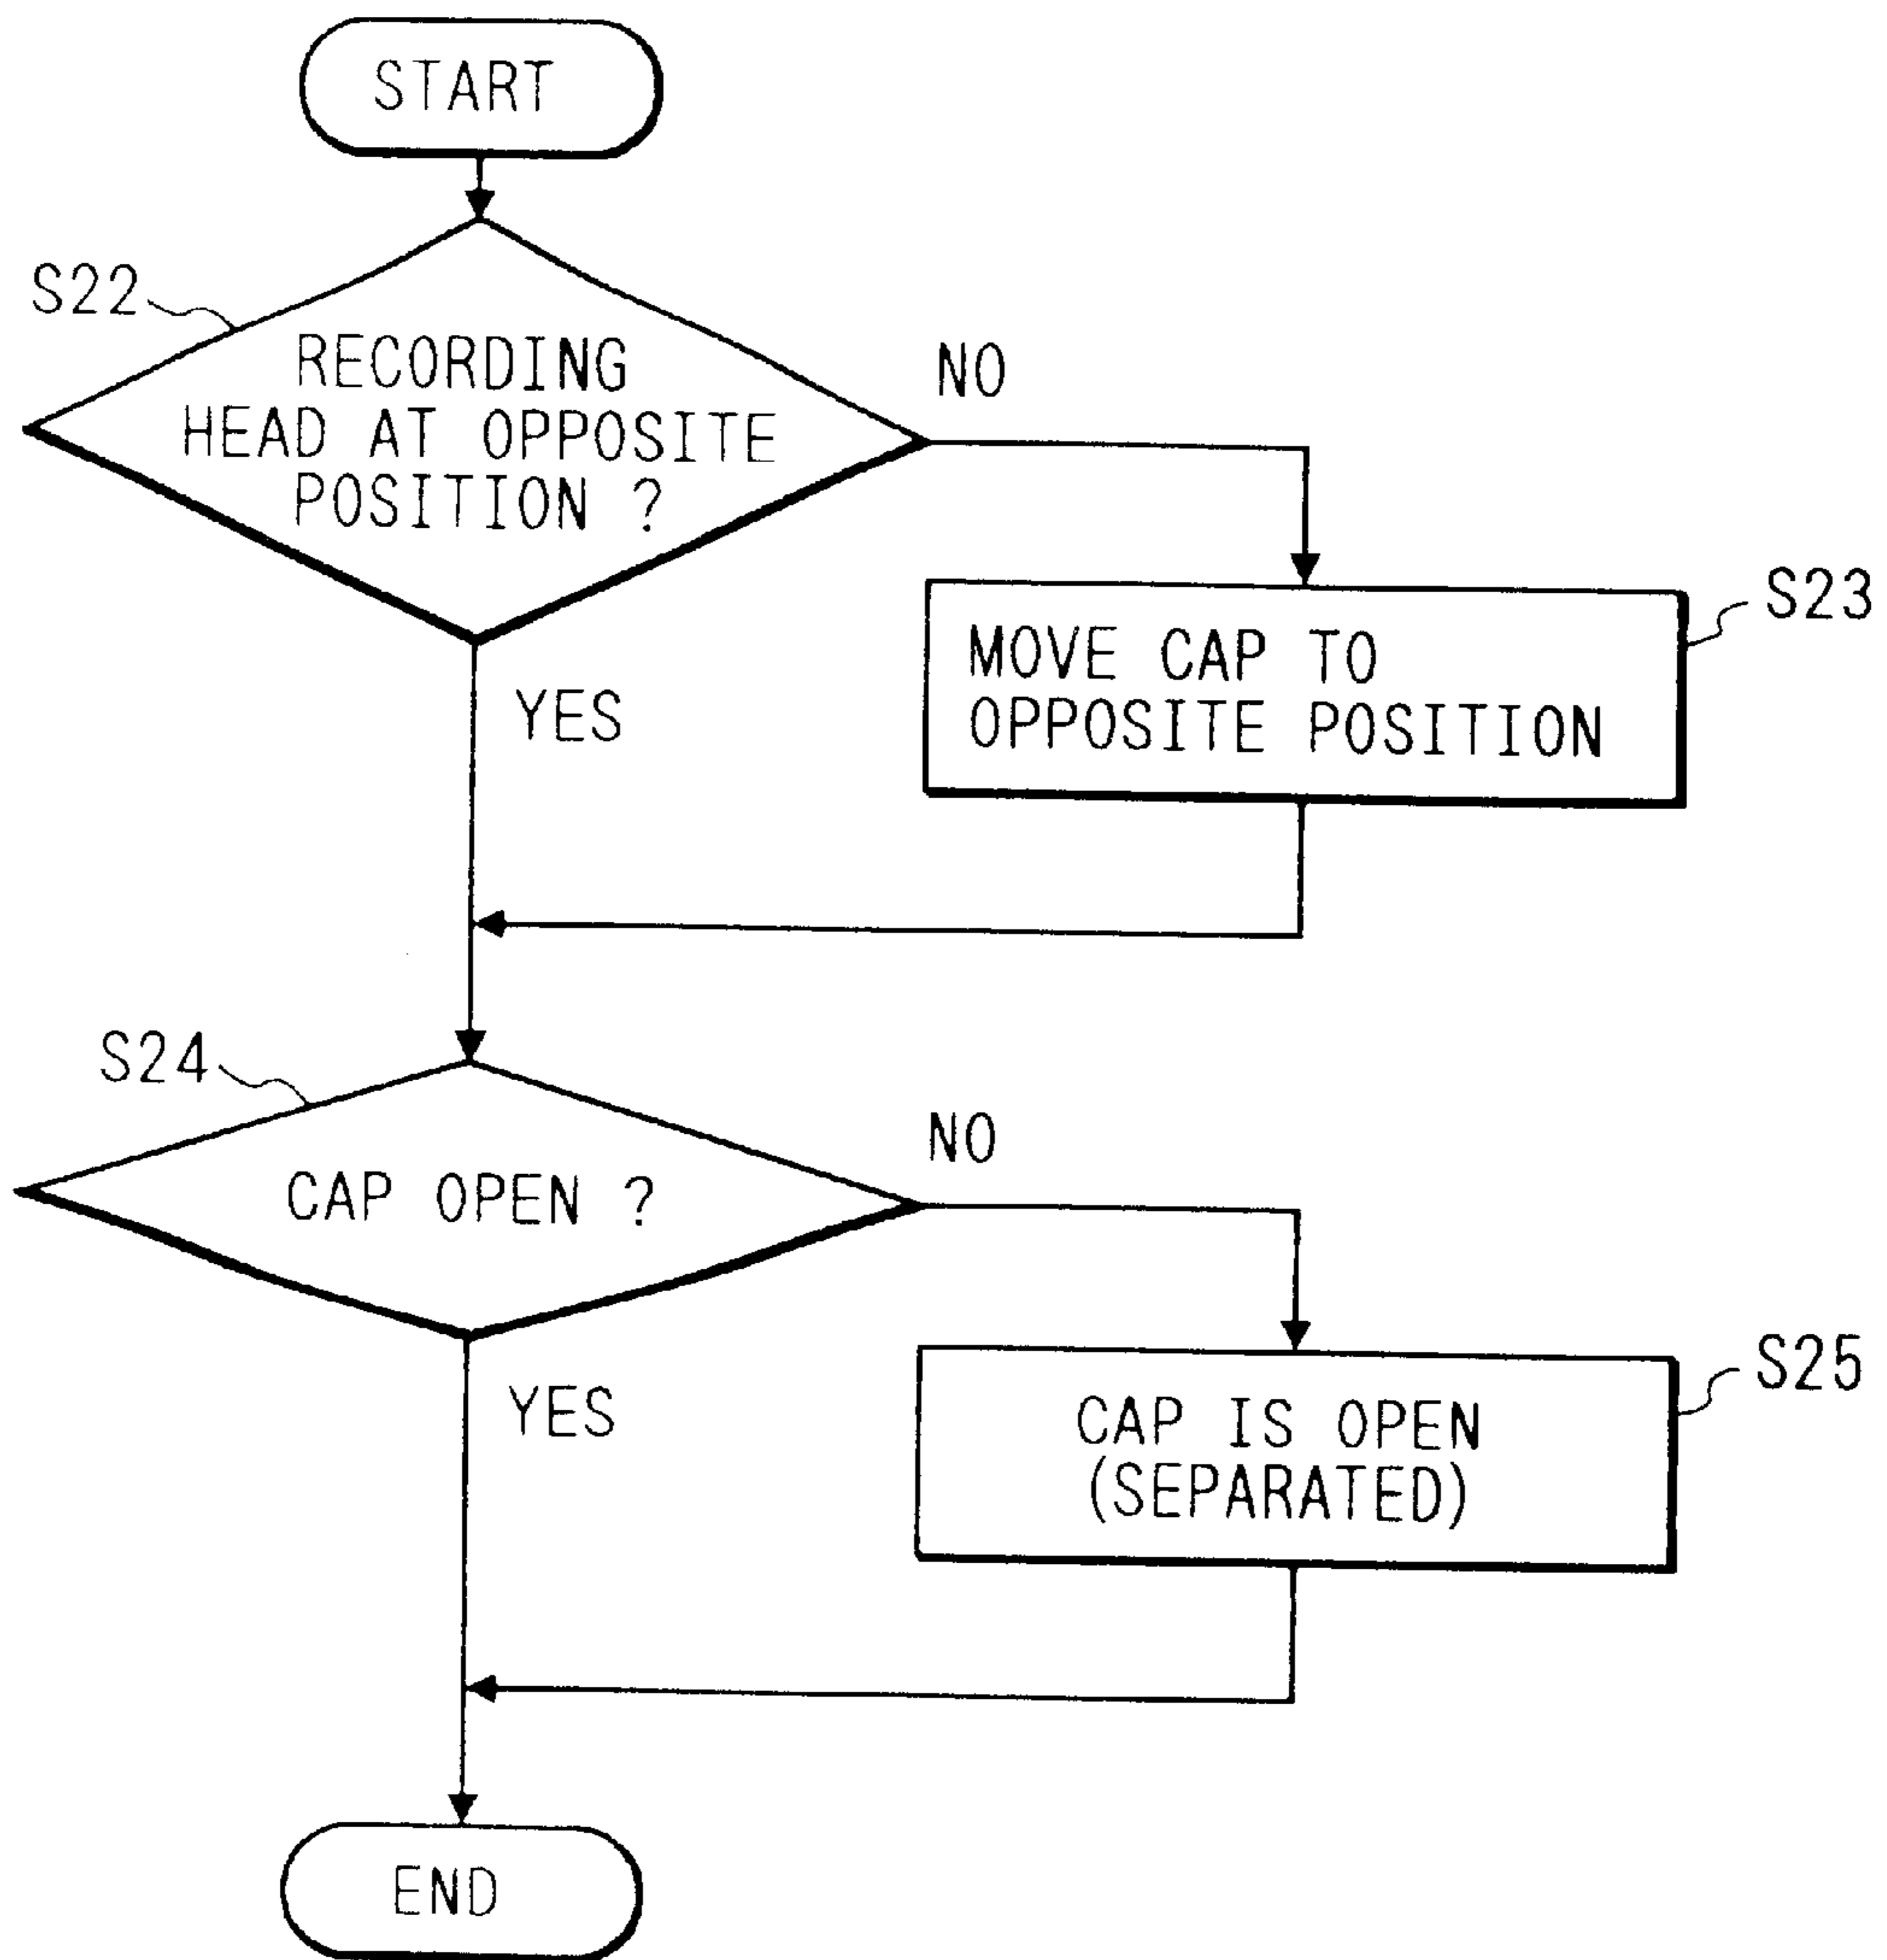 START
S22
RECORDING
HEAD AT OPPOSITE
POSITION ?
NO
YES
MOVE CAP TO
OPPOSITE POSITION
S23
S24
CAP OPEN ?
NO
YES
CAP IS OPEN
(SEPARATED)
S25
END